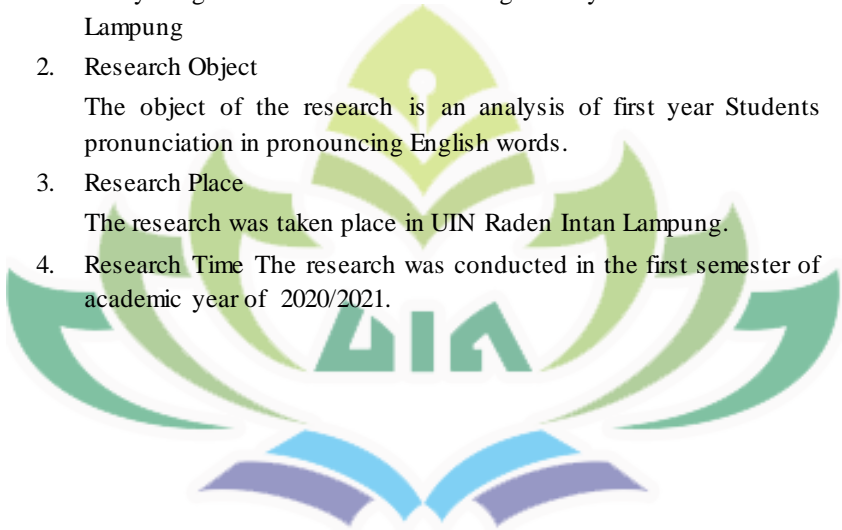 Lampung
2. Research Object
The object of the research is an analysis of first year Students
pronunciation in pronouncing English words.
3. Research Place
The research was taken place in UIN Raden Intan Lampung.
4. Research Time The research was conducted in the first semester of
academic year of 2020/2021.
UIN